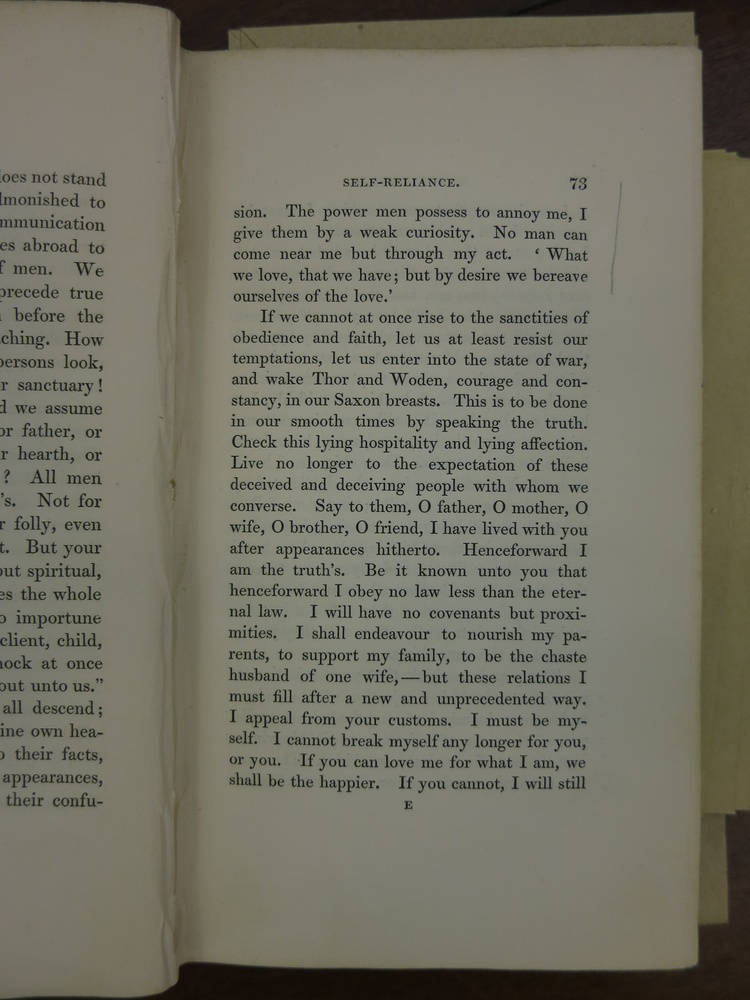 oes not stand
lmonished to
mmunication
es abroad to
f men. We
precede true
before the
ching. How
persons look,
r sanctuary!
d we assume
or father, or
r hearth, or
? All men
's. Not for
r folly, even
t. But your
out spiritual,
es the whole
o importune
client, child,
nock at once
out unto us."
all descend;
ine own hea-
o their facts,
appearances,
their confu-
SELF-RELIANCE. 73
sion. The power men possess to annoy me, I
give them by a weak curiosity. No man can
come near me but through my act. ‘ What
we love, that we have; but by desire we bereave
ourselves of the love.’
If we cannot at once rise to the sanctities of
obedience and faith, let us at least resist our
temptations, let us enter into the state of war,
and wake Thor and Woden, courage and con-
stancy, in our Saxon breasts. This is to be done
in our smooth times by speaking the truth.
Check this lying hospitality and lying affection.
Live no longer to the expectation of these
deceived and deceiving people with whom we
converse. Say to them, O father, O mother, O
wife, O brother, O friend, I have lived with you
after appearances hitherto. Henceforward I
am the truth's. Be it known unto you that
henceforward I obey no law less than the eter-
nal law. I will have no covenants but proxi-
mities. I shall endeavour to nourish my pa-
rents, to support my family, to be the chaste
husband of one wife,—but these relations I
must fill after a new and unprecedented way.
I appeal from your customs. I must be my-
self. I cannot break myself any longer for you,
or you. If you can love me for what I am, we
shall be the happier. If you cannot, I will still
E